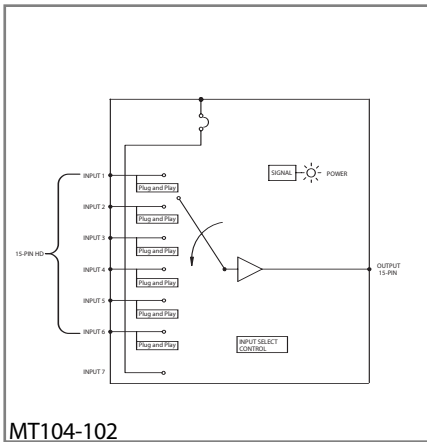 INPUT 1
Plug and Play
INPUT 2
Plug and Play
INPUT 3
Plug and Play
15-PIN HD
INPUT 4
Plug and Play
INPUT 5
Plug and Play
INPUT 6
Plug and Play
INPUT 7
SIGNAL
POWER
OUTPUT
15-PIN
INPUT SELECT
CONTROL
MT104-102